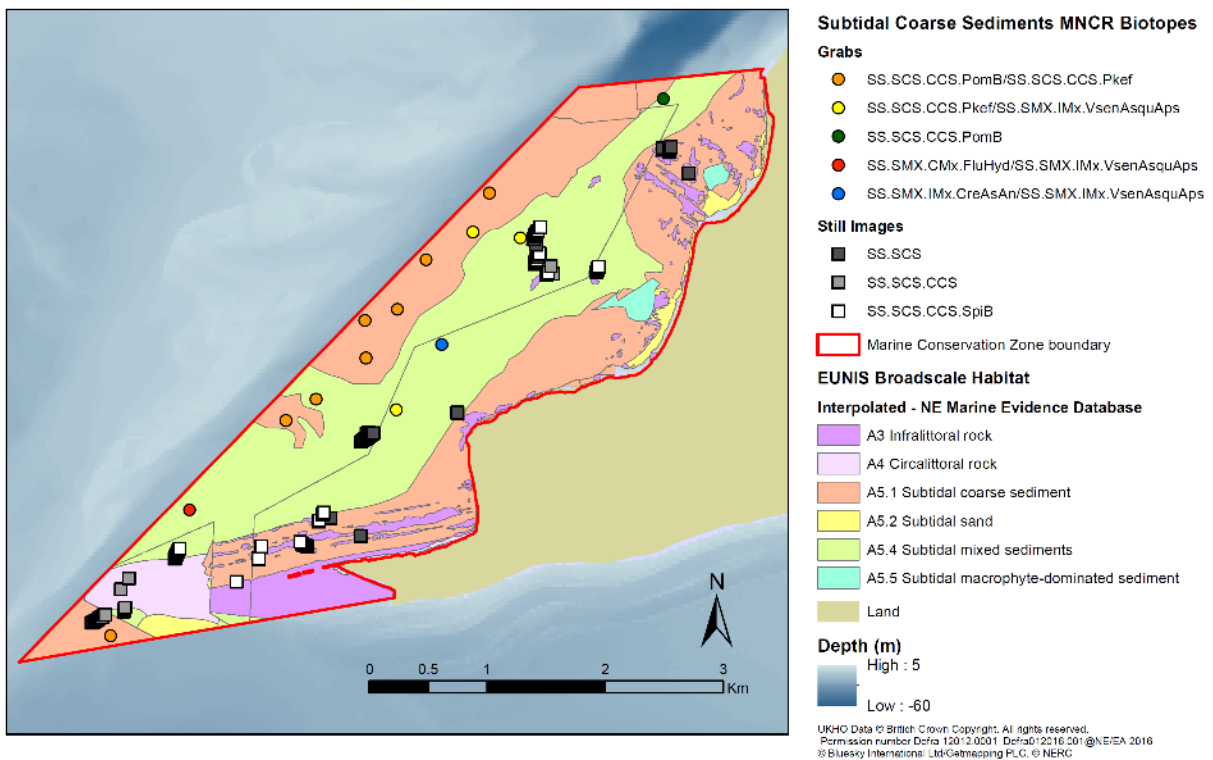 Subtidal Coarse Sediments MNCR Biotopes
Grabs
SS.SCS.CCS.PomB/SS.SCS.CCS.Pkef
SS.SCS.CCS.Pkef/SS.SMX.IMx.VsenAsquAps
SS.SCS.CCS.PomB
SS.SMX.CMx.FluHyd/SS.SMX.IMx.VsenAsquAps
SS.SMX.IMx.CreAsAn/SS.SMX.IMx.VsenAsquAps
Still Images
SS.SCS
SS.SCS.CCS
SS.SCS.CCS.SpiB
Marine Conservation Zone boundary
EUNIS Broadscale Habitat
Interpolated - NE Marine Evidence Database
A3 Infralittoral rock
A4 Circalittoral rock
A5.1 Subtidal coarse sediment
A5.2 Subtidal sand
A5.4 Subtidal mixed sediments
A5.5 Subtidal macrophyte-dominated sediment
Land
Depth (m)
High : 5
Low : -60
UKHO Data © British Crown Copyright. All rights reserved.
Permission number Defra 12012.0001 Defra012016.001@NE/EA 2016
© Bluesky International Ltd/Getmapping PLC. © NERC
N
0 0.5 1 2 3
Km